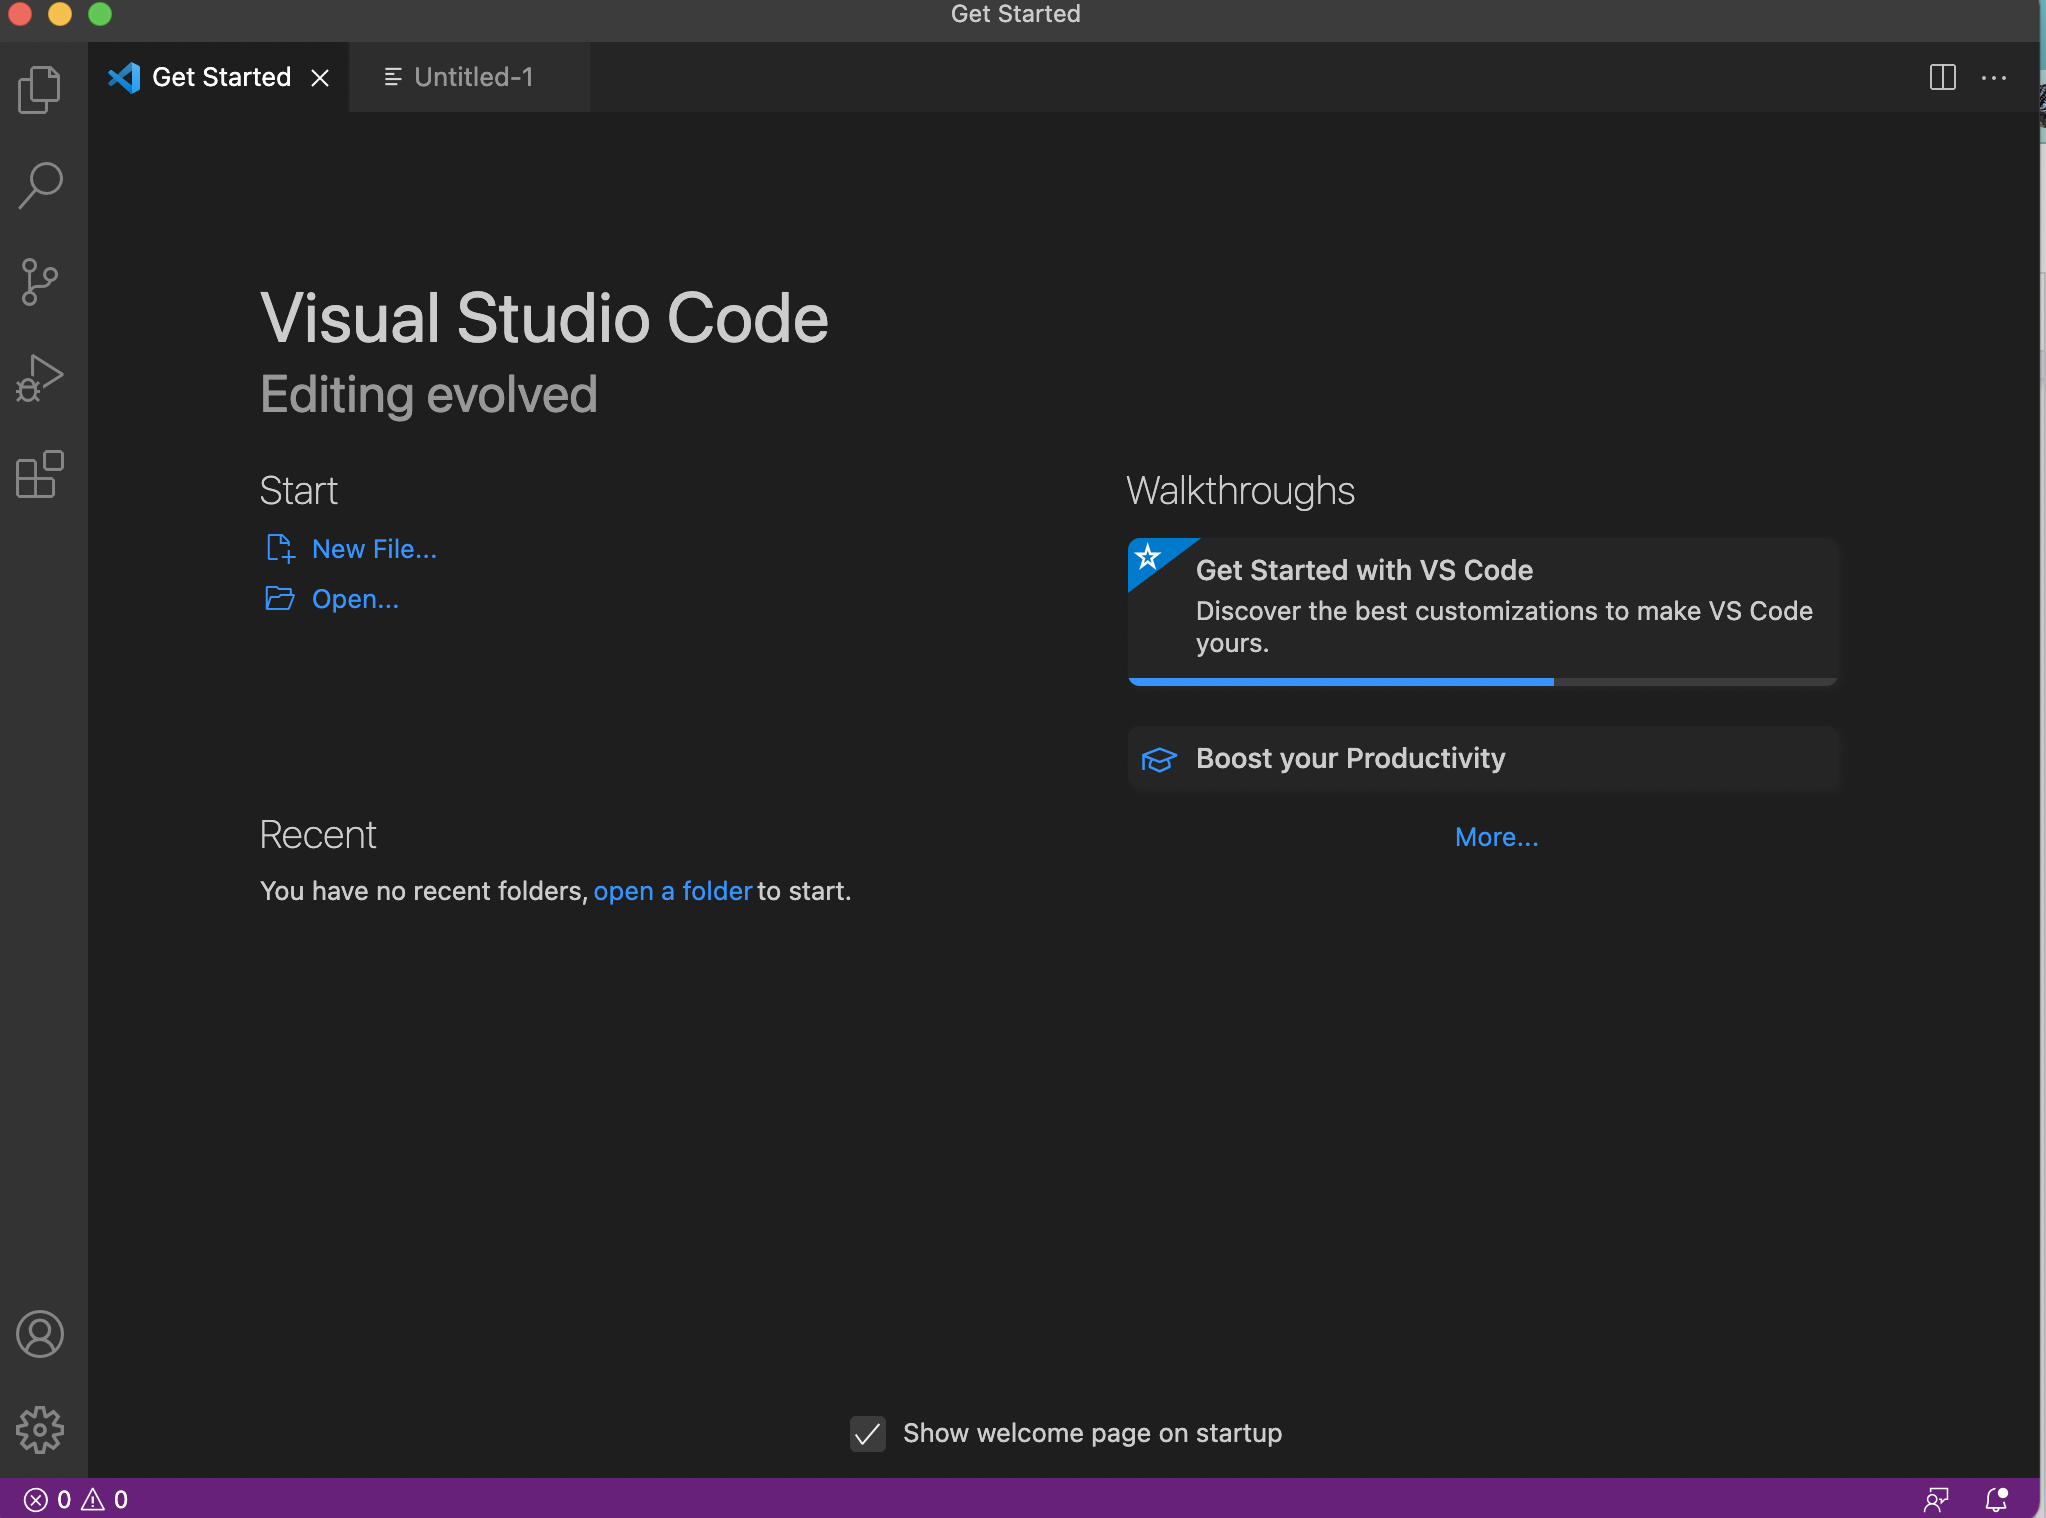 Get Started
Get Started
Untitled-1
Visual Studio Code
Editing evolved
Start
New File...
Open...
Recent
You have no recent folders, open a folder to start.
Walkthroughs
Get Started with VS Code
Discover the best customizations to make VS Code
yours.
Boost your Productivity
More...
Show welcome page on startup
0 0